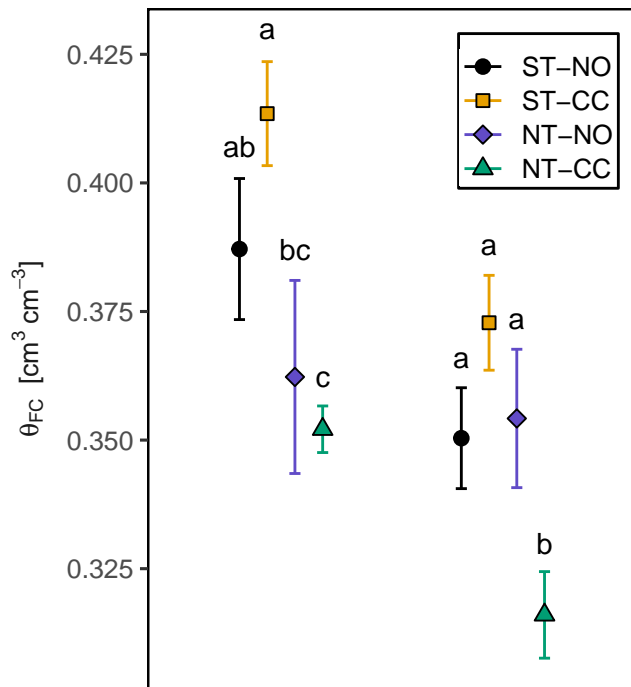 θFC [cm³ cm⁻³]
0.425
0.400
0.375
0.350
0.325
a
ab
bc
c
a
a
a
b
ST−NO
ST−CC
NT−NO
NT−CC